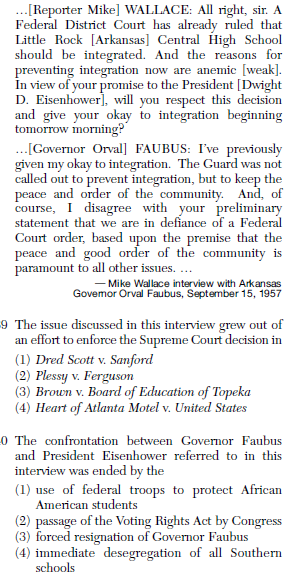 …[Reporter Mike] WALLACE: All right, sir. A
Federal District Court has already ruled that
Little Rock [Arkansas] Central High School
should be integrated. And the reasons for
preventing integration now are anemic [weak].
In view of your promise to the President [Dwight
D. Eisenhower], will you respect this decision
and give your okay to integration beginning
tomorrow morning?
…[Governor Orval] FAUBUS: I've previously
given my okay to integration. The Guard was not
called out to prevent integration, but to keep the
peace and order of the community. And, of
course, I disagree with your preliminary
statement that we are in defiance of a Federal
Court order, based upon the premise that the
peace and good order of the community is
paramount to all other issues. …
— Mike Wallace interview with Arkansas
Governor Orval Faubus, September 15, 1957
9 The issue discussed in this interview grew out of
an effort to enforce the Supreme Court decision in
(1) Dred Scott v. Sanford
(2) Plessy v. Ferguson
(3) Brown v. Board of Education of Topeka
(4) Heart of Atlanta Motel v. United States
0 The confrontation between Governor Faubus
and President Eisenhower referred to in this
interview was ended by the
(1) use of federal troops to protect African
American students
(2) passage of the Voting Rights Act by Congress
(3) forced resignation of Governor Faubus
(4) immediate desegregation of all Southern
schools